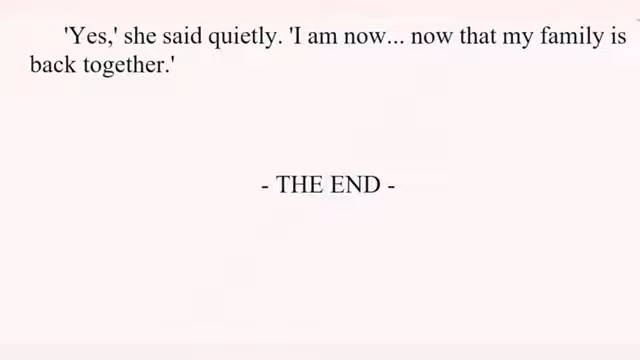 'Yes,' she said quietly. 'I am now... now that my family is
back together.'
- THE END -